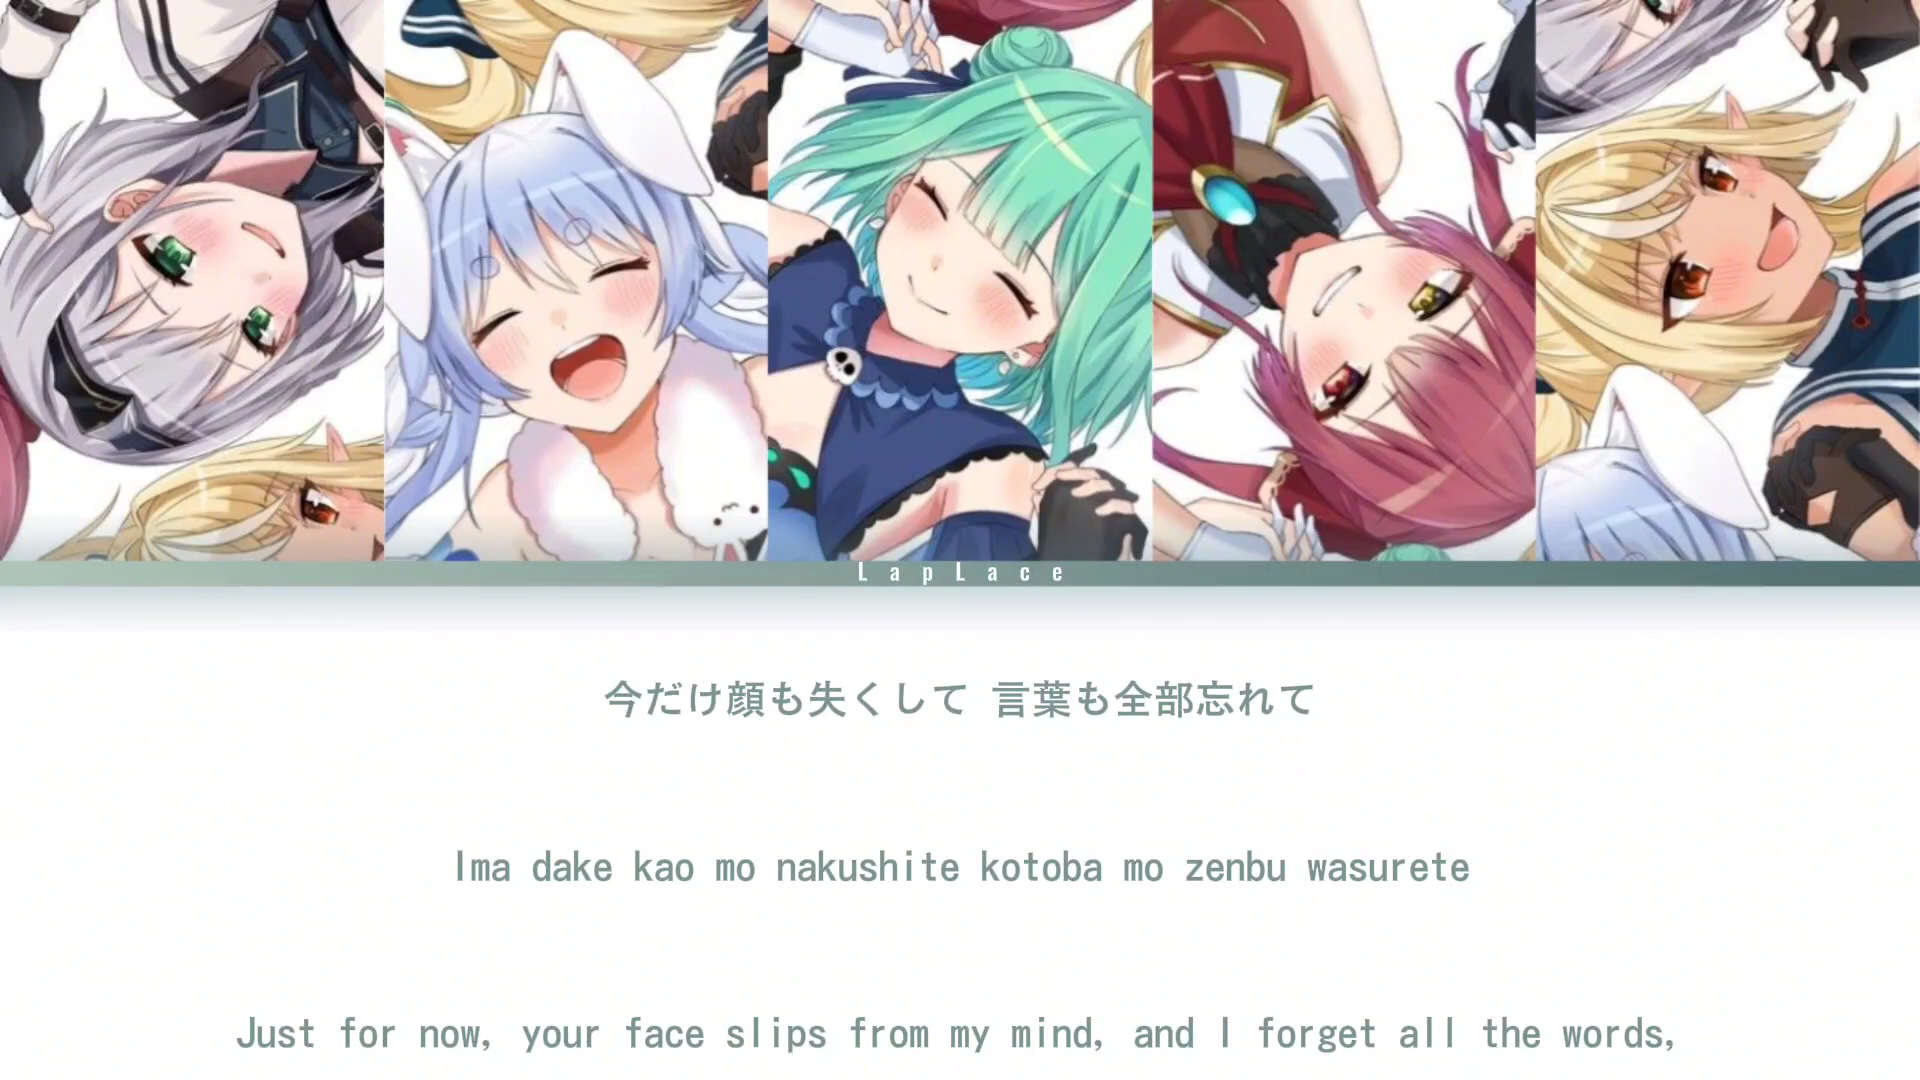 LapLace
今だけ顔も失くして 言葉も全部忘れて
Ima dake kao mo nakushite kotoba mo zenbu wasurete
Just for now, your face slips from my mind, and I forget all the words,